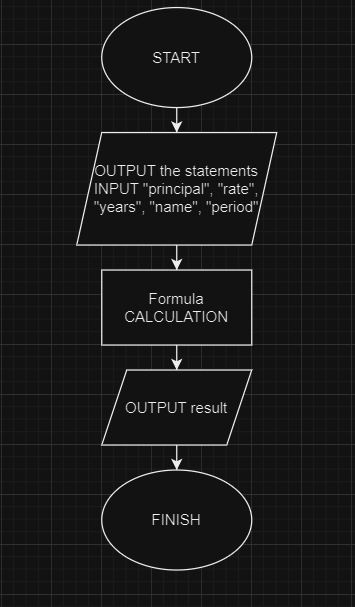 START
OUTPUT the statements
INPUT "principal", "rate",
"years", "name", "period"
Formula
CALCULATION
OUTPUT result
FINISH